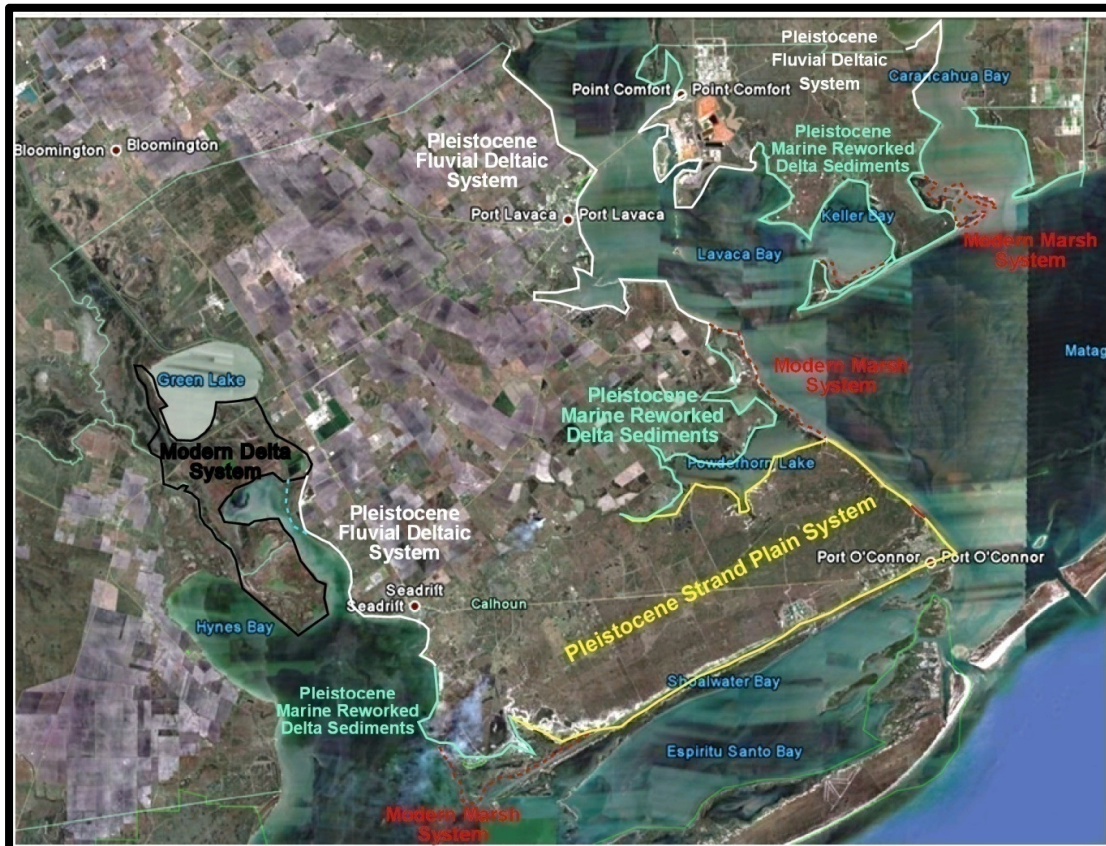 Pleistocene
Fluvial Deltaic
System
Carancahua Bay
Point Comfort
Point Comfort
Pleistocene
Marine Reworked
Delta Sediments
Bloomington
Bloomington
Pleistocene
Fluvial Deltaic
System
Port Lavaca
Port Lavaca
Keller Bay
Modern Marsh
System
Lavaca Bay
Matag
Green Lake
Modern Marsh
System
Pleistocene
Marine Reworked
Delta Sediments
Modern Delta
System
Powderhorn Lake
Pleistocene
Fluvial Deltaic
System
Pleistocene Strand Plain System
Port O'Connor
Port O'Connor
Seadrift
Seadrift
Calhoun
Hynes Bay
Shoalwater Bay
Pleistocene
Marine Reworked
Delta Sediments
Espiritu Santo Bay
Modern Marsh
System